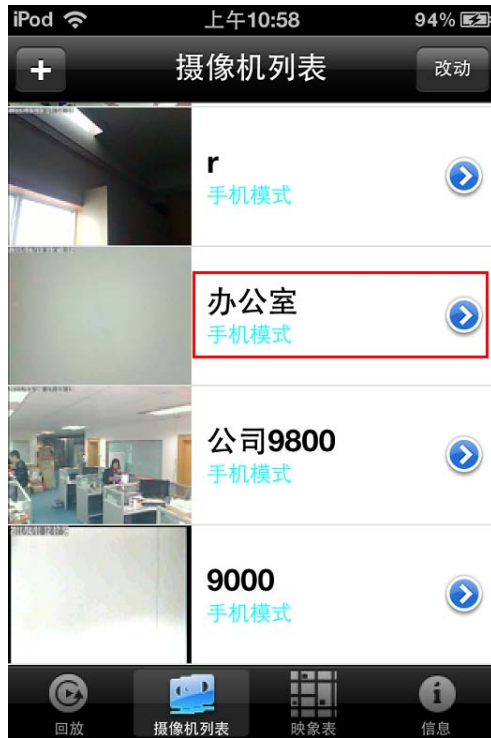 iPod 上午10:58 94%
+ 摄像机列表 改动
r
手机模式
办公室
手机模式
公司9800
手机模式
9000
手机模式
回放 摄像机列表 映象表 信息